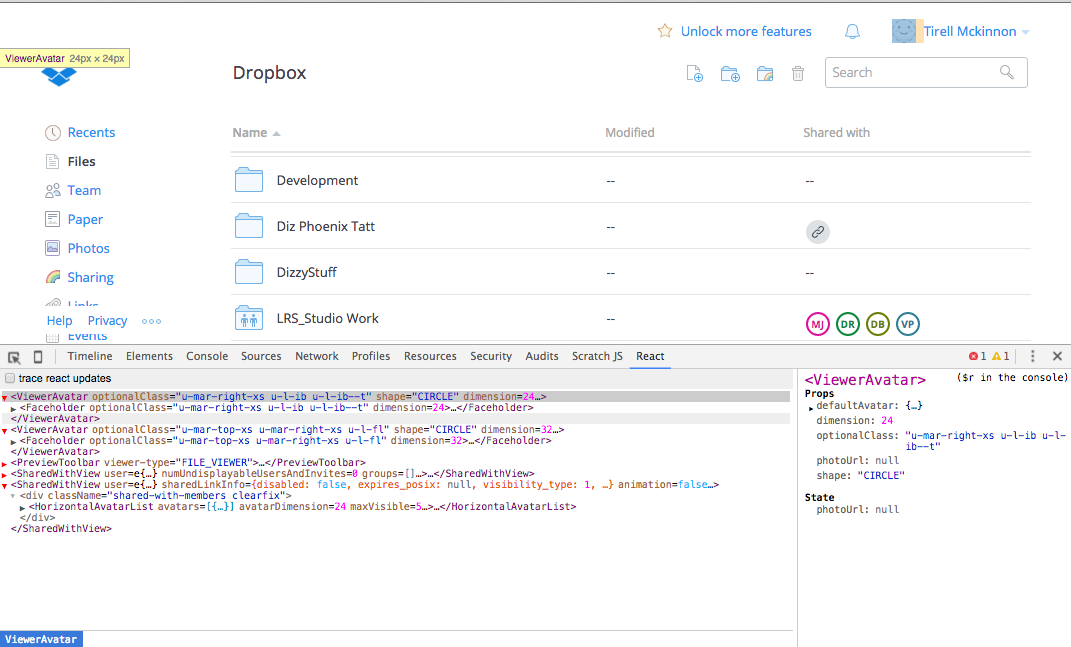 Unlock more features
Tirell Mckinnon
ViewerAvatar 24px × 24px
Dropbox
Search
Recents
Files
Team
Paper
Photos
Sharing
Links
Events
Help Privacy
Name Modified Shared with
Development -- --
Diz Phoenix Tatt --
DizzyStuff -- --
LRS_Studio Work -- MJ DR DB VP
Timeline Elements Console Sources Network Profiles Resources Security Audits Scratch JS React 1 1
trace react updates
<ViewerAvatar optionalClass="u-mar-right-xs u-l-ib u-l-ib--t" shape="CIRCLE" dimension=24…>
<Faceholder optionalClass="u-mar-right-xs u-l-ib u-l-ib--t" dimension=24>…</Faceholder>
</ViewerAvatar>
<ViewerAvatar optionalClass="u-mar-top-xs u-mar-right-xs u-l-fl" shape="CIRCLE" dimension=32…>
<Faceholder optionalClass="u-mar-top-xs u-mar-right-xs u-l-fl" dimension=32>…</Faceholder>
</ViewerAvatar>
<PreviewToolbar viewer-type="FILE_VIEWER">…</PreviewToolbar>
<SharedWithView user=e{…} numUndisplayableUsersAndInvites=0 groups=[]…>…</SharedWithView>
<SharedWithView user=e{…} sharedLinkInfo={disabled: false, expires_posix: null, visibility_type: 1, …} animation=false…>
<div className="shared-with-members clearfix">
<HorizontalAvatarList avatars=[{…}] avatarDimension=24 maxVisible=5…>…</HorizontalAvatarList>
</div>
</SharedWithView>
ViewerAvatar
<ViewerAvatar> ($r in the console)
Props
defaultAvatar: {…}
dimension: 24
optionalClass: "u-mar-right-xs u-l-ib u-l-
ib--t"
photoUrl: null
shape: "CIRCLE"
State
photoUrl: null